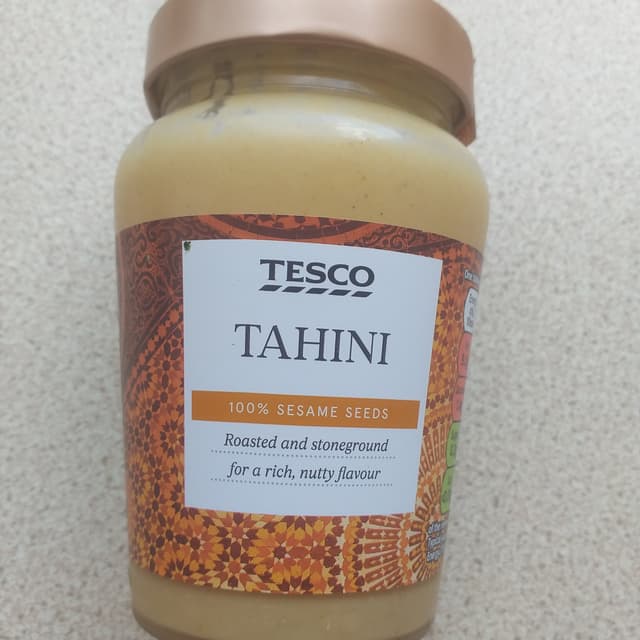 TESCO
TAHINI
100% SESAME SEEDS
Roasted and stoneground
for a rich, nutty flavour